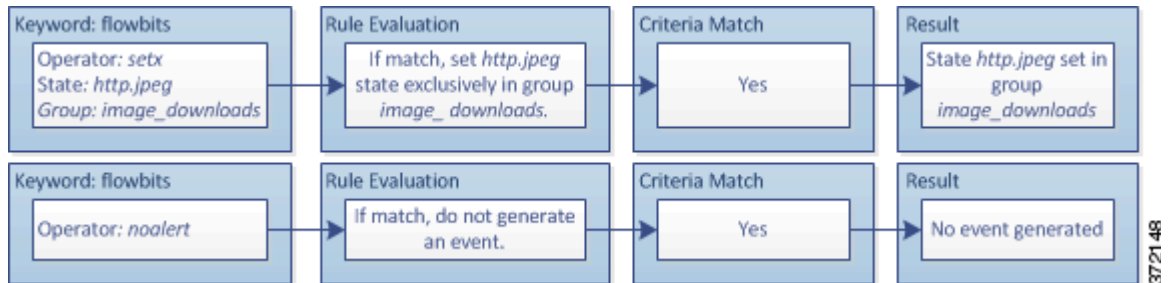 Keyword: flowbits
Operator: setx
State: http.jpeg
Group: image_downloads
Rule Evaluation
If match, set http.jpeg
state exclusively in group
image_ downloads.
Criteria Match
Yes
Result
State http.jpeg set in
group
image_downloads
Keyword: flowbits
Operator: noalert
Rule Evaluation
If match, do not generate
an event.
Criteria Match
Yes
Result
No event generated
372148